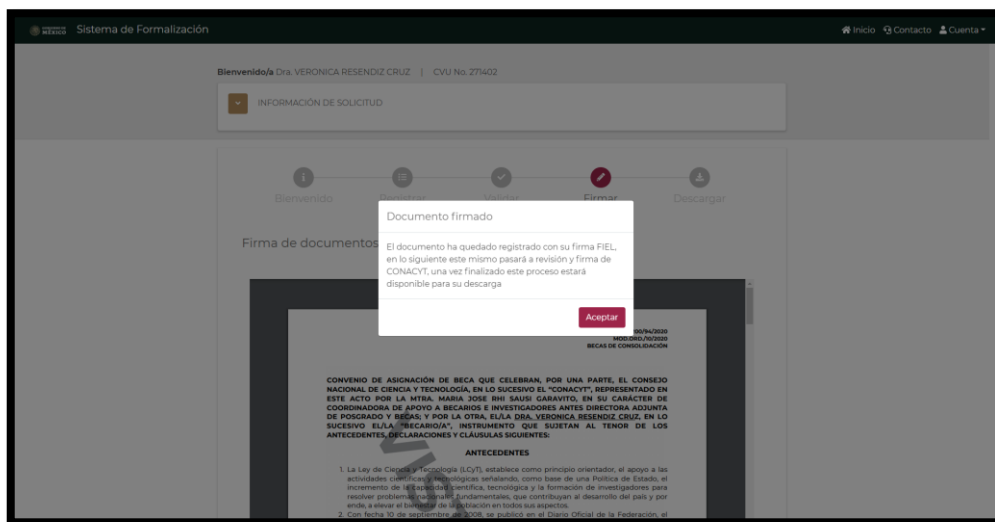 GOBIERNO DE MÉXICO Sistema de Formalización
Inicio Contacto Cuenta
Bienvenido/a Dra. VERONICA RESENDIZ CRUZ | CVU No. 271402
INFORMACIÓN DE SOLICITUD
Bienvenido Registrar Validar Firmar Descargar
Firma de documentos
Documento firmado
El documento ha quedado registrado con su firma FIEL,
en lo siguiente este mismo pasará a revisión y firma de
CONACYT, una vez finalizado este proceso estará
disponible para su descarga
Aceptar
00/94/2020
MOD.ORD./10/2020
BECAS DE CONSOLIDACIÓN
CONVENIO DE ASIGNACIÓN DE BECA QUE CELEBRAN, POR UNA PARTE, EL CONSEJO
NACIONAL DE CIENCIA Y TECNOLOGÍA, EN LO SUCESIVO EL "CONACYT", REPRESENTADO EN
ESTE ACTO POR LA MTRA. MARIA JOSE RHI SAUSI GARAVITO, EN SU CARÁCTER DE
COORDINADORA DE APOYO A BECARIOS E INVESTIGADORES ANTES DIRECTORA ADJUNTA
DE POSGRADO Y BECAS; Y POR LA OTRA, EL/LA DRA. VERONICA RESENDIZ CRUZ, EN LO
SUCESIVO EL/LA "BECARIO/A", INSTRUMENTO QUE SUJETAN AL TENOR DE LOS
ANTECEDENTES, DECLARACIONES Y CLÁUSULAS SIGUIENTES:
ANTECEDENTES
1. La Ley de Ciencia y Tecnología (LCyT), establece como principio orientador, el apoyo a las
actividades científicas y tecnológicas señalando, como base de una Política de Estado, el
incremento de la capacidad científica, tecnológica y la formación de investigadores para
resolver problemas nacionales fundamentales, que contribuyan al desarrollo del país y por
ende, a elevar el bienestar de la población en todos sus aspectos.
2. Con fecha 10 de septiembre de 2008, se publicó en el Diario Oficial de la Federación, el